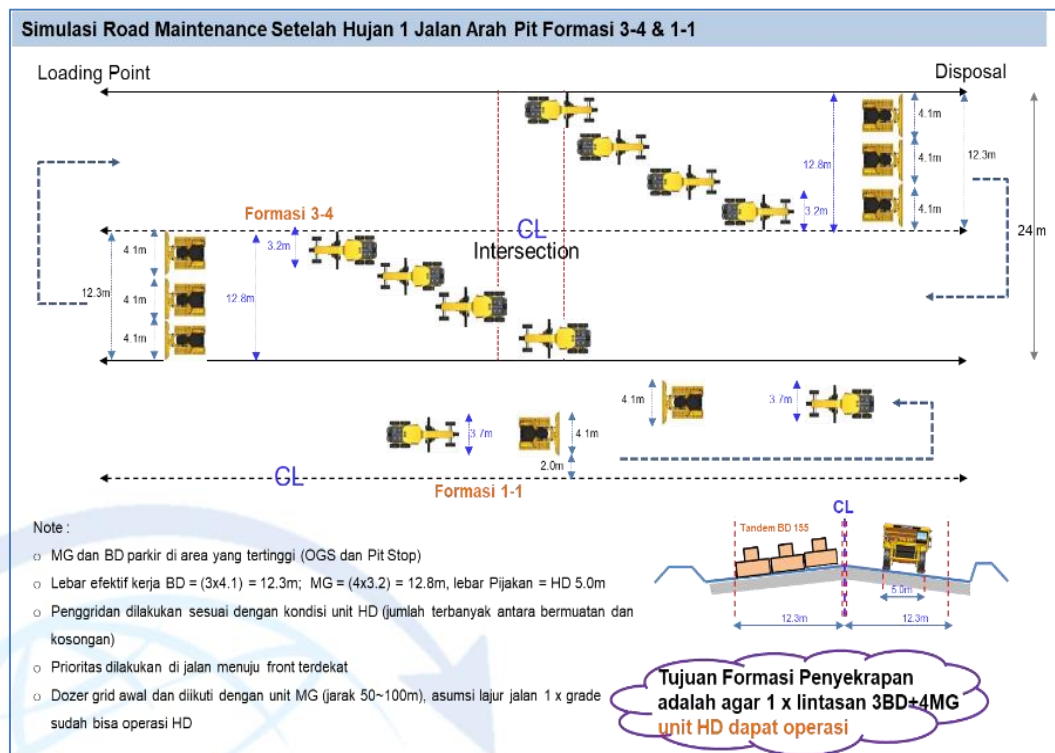 Simulasi Road Maintenance Setelah Hujan 1 Jalan Arah Pit Formasi 3-4 & 1-1
Loading Point
Disposal
4.1m
12.8m
4.1m
12.3m
4.1m
3.2m
24 m
Formasi 3-4
CL
Intersection
3.2m
4.1m
12.3m
4.1m
12.8m
4.1m
4.1m
3.7m
3.7m
4.1m
2.0m
CL
Formasi 1-1
Note :
o MG dan BD parkir di area yang tertinggi (OGS dan Pit Stop)
o Lebar efektif kerja BD = (3x4.1) = 12.3m; MG = (4x3.2) = 12.8m, lebar Pijakan = HD 5.0m
o Penggridan dilakukan sesuai dengan kondisi unit HD (jumlah terbanyak antara bermuatan dan
kosongan)
o Prioritas dilakukan di jalan menuju front terdekat
o Dozer grid awal dan diikuti dengan unit MG (jarak 50~100m), asumsi lajur jalan 1 x grade
sudah bisa operasi HD
CL
Tandem BD 155
5.0m
12.3m
12.3m
Tujuan Formasi Penyekrapan
adalah agar 1 x lintasan 3BD+4MG
unit HD dapat operasi